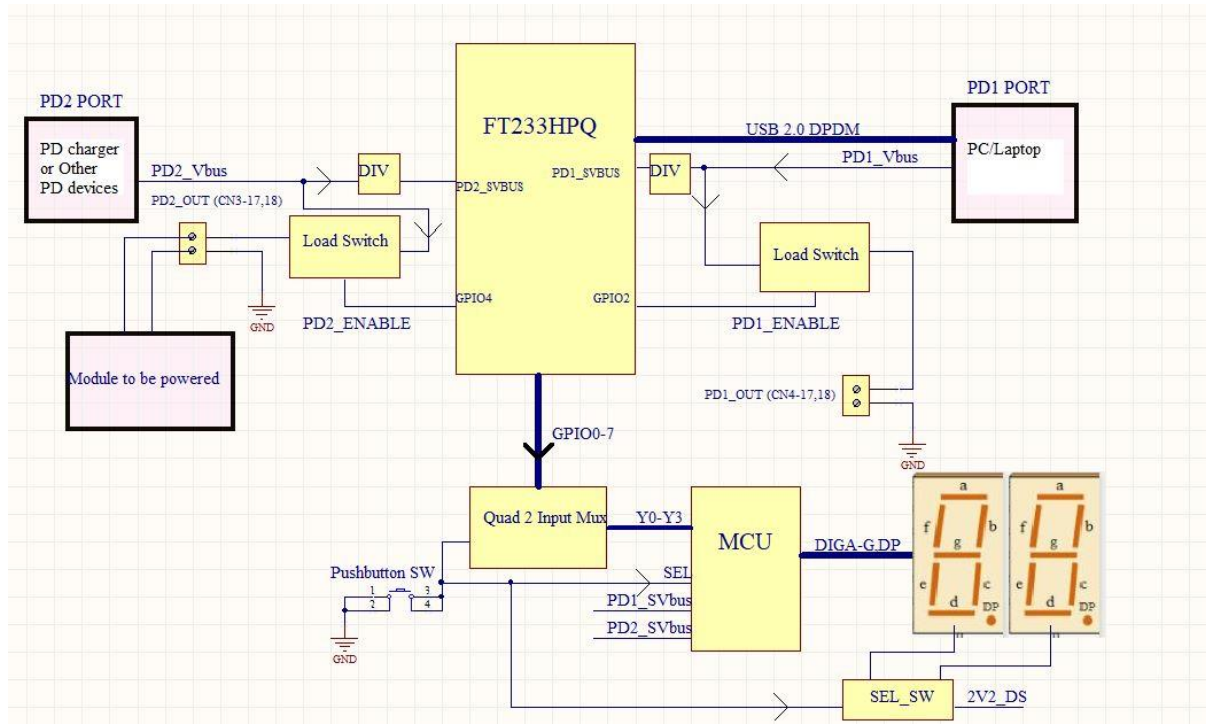 PD2 PORT
PD charger
or Other
PD devices
PD2_Vbus
DIV
PD2_SVBUS
PD2_OUT (CN3-17,18)
Load Switch
GND
GPIO4
PD2_ENABLE
Module to be powered
FT233HPQ
PD1_SVBUS
GPIO2
USB 2.0 DPDM
PD1 PORT
PC/Laptop
PD1_Vbus
DIV
Load Switch
PD1_ENABLE
PD1_OUT (CN4-17,18)
GND
GPIO0-7
Quad 2 Input Mux
Y0-Y3
MCU
DIGA-G.DP
Pushbutton SW
1
2
3
4
GND
SEL
PD1_SVbus
PD2_SVbus
a
f
b
g
e
c
d
DP
a
f
b
g
e
c
d
DP
SEL_SW
2V2_DS